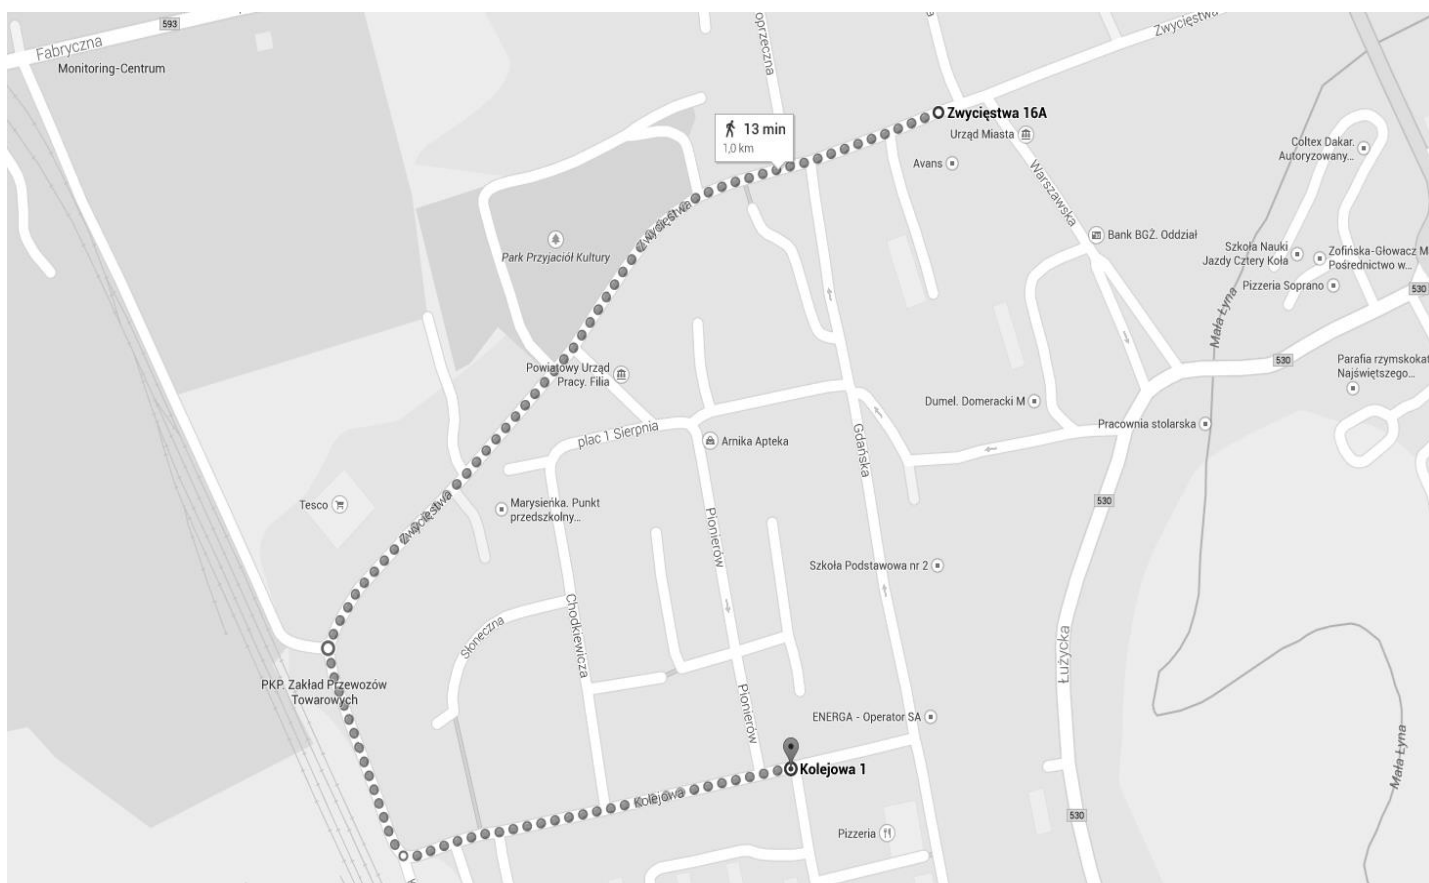 593
Fabryczna
Monitoring-Centrum
oprzeczna
Zwycięstwa
Zwycięstwa 16A
13 min
1,0 km
Urząd Miasta
Avans
Coltex Dakar.
Autoryzowany...
Warszawska
Bank BGŻ. Oddział
Park Przyjaciół Kultury
Zwycięstwa
Szkoła Nauki
Jazdy Cztery Koła
Zofińska-Głowacz M
Pośrednictwo w...
Pizzeria Soprano
530
Mała Łyna
530
Powiatowy Urząd
Pracy. Filia
Parafia rzymskokat
Najświętszego...
Dumel. Domeracki M
Pracownia stolarska
plac 1 Sierpnia
Arnika Apteka
Gdańska
Tesco
Marysieńka. Punkt
przedszkolny...
Zwycięstwa
530
Pionierów
Szkoła Podstawowa nr 2
Chodkiewicza
Słoneczna
Łużycka
PKP. Zakład Przewozów
Towarowych
Pionierów
ENERGA - Operator SA
Mała Łyna
Kolejowa 1
Kolejowa
530
Pizzeria